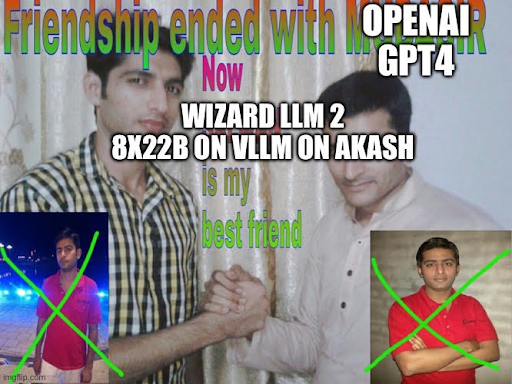 Friendship ended with
OPENAI
GPT4
Now
WIZARD LLM 2
8X22B ON VLLM ON AKASH
is my
best friend
imgflip.com